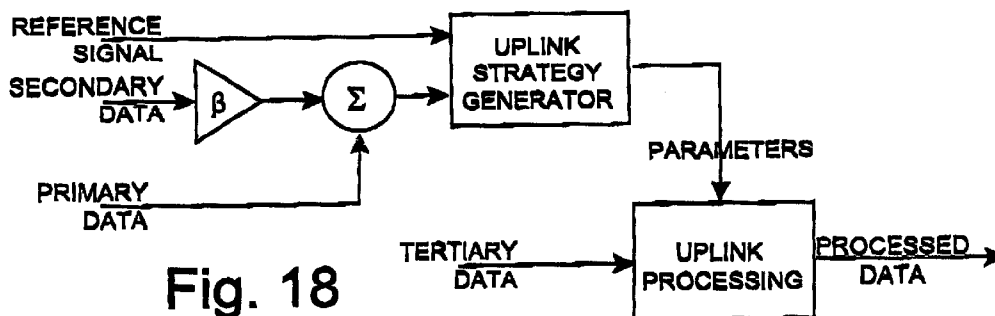 REFERENCE
SIGNAL
SECONDARY
DATA
β
Σ
UPLINK
STRATEGY
GENERATOR
PARAMETERS
PRIMARY
DATA
TERTIARY
DATA
UPLINK
PROCESSING
PROCESSED
DATA
Fig. 18